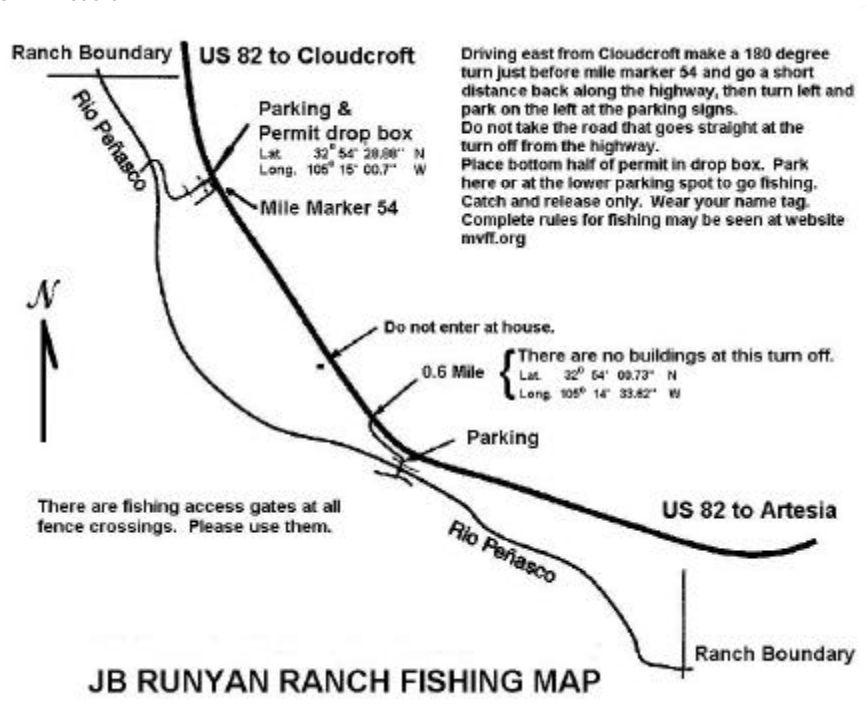 Ranch Boundary
US 82 to Cloudcroft
Driving east from Cloudcroft make a 180 degree
turn just before mile marker 54 and go a short
distance back along the highway, then turn left and
park on the left at the parking signs.
Do not take the road that goes straight at the
turn off from the highway.
Place bottom half of permit in drop box. Park
here or at the lower parking spot to go fishing.
Catch and release only. Wear your name tag.
Complete rules for fishing may be seen at website
mvff.org
Rio Peñasco
Parking &
Permit drop box
Lat. 32° 54' 28.88" N
Long. 105° 15' 00.7" W
Mile Marker 54
N
Do not enter at house.
0.6 Mile
There are no buildings at this turn off.
Lat. 32° 54' 00.73" N
Long. 105° 14' 33.62" W
Parking
There are fishing access gates at all
fence crossings. Please use them.
US 82 to Artesia
Rio Peñasco
Ranch Boundary
JB RUNYAN RANCH FISHING MAP